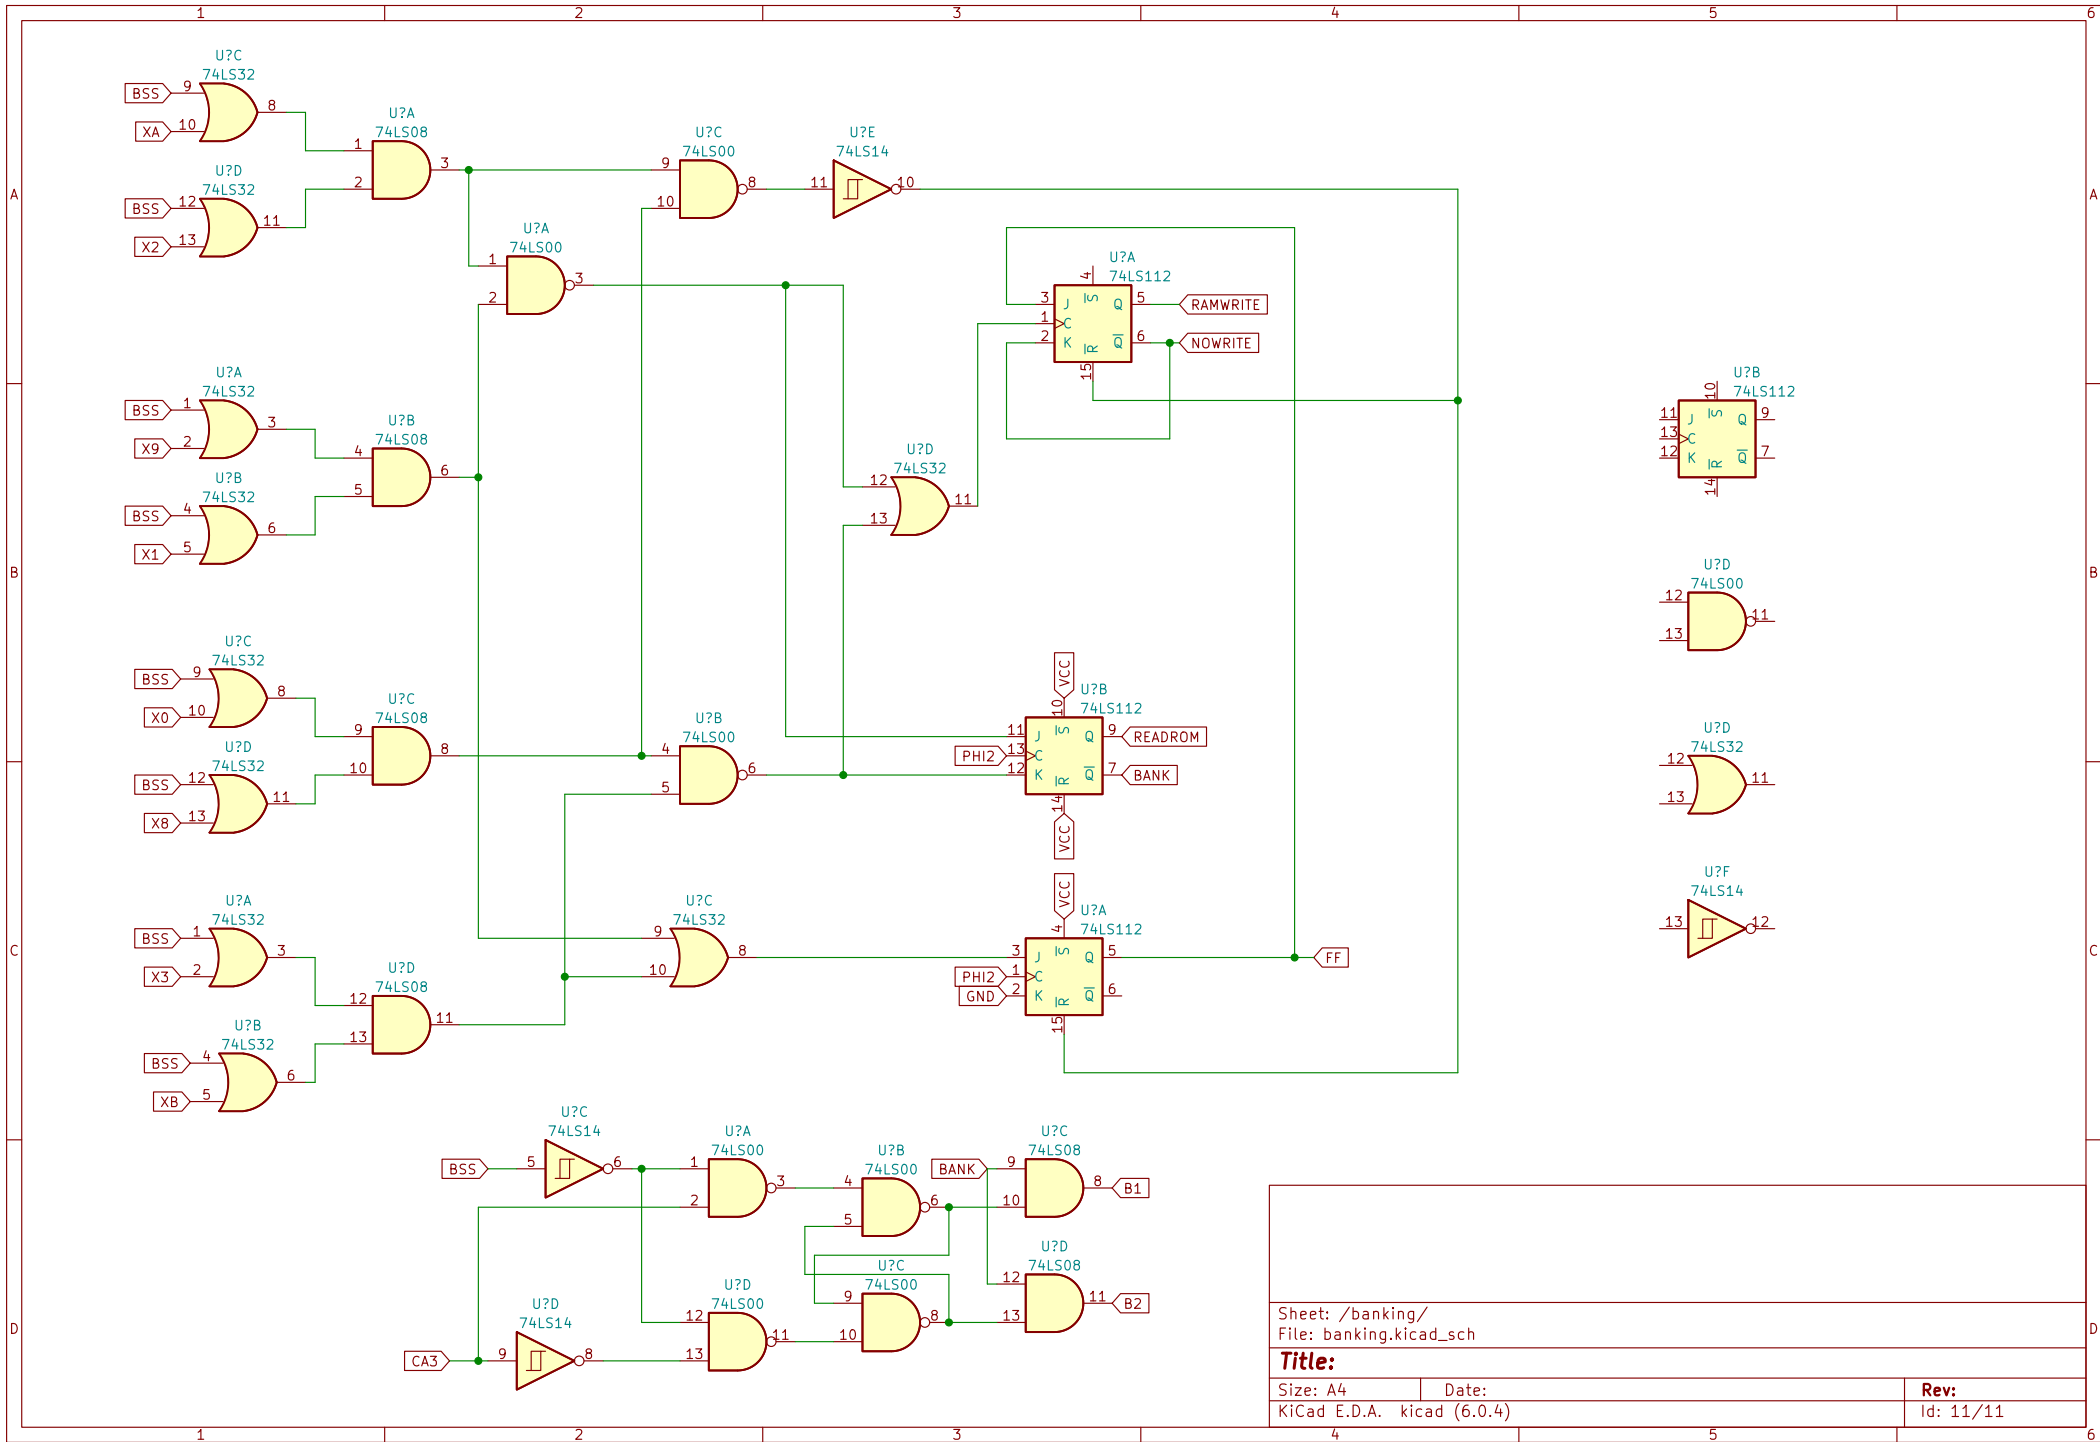 1 2 3 4 5 6
A A
B B
C C
D D
1 2 3 4 5 6
U?C
74LS32
BSS 9
XA 10
8
U?D
74LS32
BSS 12
X2 13
11
U?A
74LS08
1
2
3
U?C
74LS00
9
10
8
U?E
74LS14
11
10
U?A
74LS00
1
2
3
U?A
74LS112
4
3 J S Q 5 RAMWRITE
1 C
2 K R Q 6 NOWRITE
15
U?A
74LS32
BSS 1
X9 2
3
U?B
74LS32
BSS 4
X1 5
6
U?B
74LS08
4
5
6
U?D
74LS32
12
13
11
U?B
74LS112
10
11 J S Q 9
13 C
12 K R Q 7
14
U?D
74LS00
12
13
11
U?C
74LS32
BSS 9
X0 10
8
U?D
74LS32
BSS 12
X8 13
11
U?C
74LS08
9
10
8
U?B
74LS00
4
5
6
VCC
U?B
74LS112
10
11 J S Q 9 READROM
PHI2 13 C
12 K R Q 7 BANK
14
VCC
U?D
74LS32
12
13
11
U?A
74LS32
BSS 1
X3 2
3
U?B
74LS32
BSS 4
XB 5
6
U?D
74LS08
12
13
11
U?C
74LS32
9
10
8
VCC
U?A
74LS112
4
3 J S Q 5 FF
PHI2 1 C
GND 2 K R Q 6
15
U?F
74LS14
13
12
U?C
74LS14
BSS 5
6
U?D
74LS14
CA3 9
8
U?A
74LS00
1
2
3
U?D
74LS00
12
13
11
U?B
74LS00
4
5
6
U?C
74LS00
9
10
8
U?C
74LS08
BANK 9
10
8 B1
U?D
74LS08
12
13
11 B2
Sheet: /banking/
File: banking.kicad_sch
Title:
Size: A4 Date: Rev:
KiCad E.D.A. kicad (6.0.4) Id: 11/11